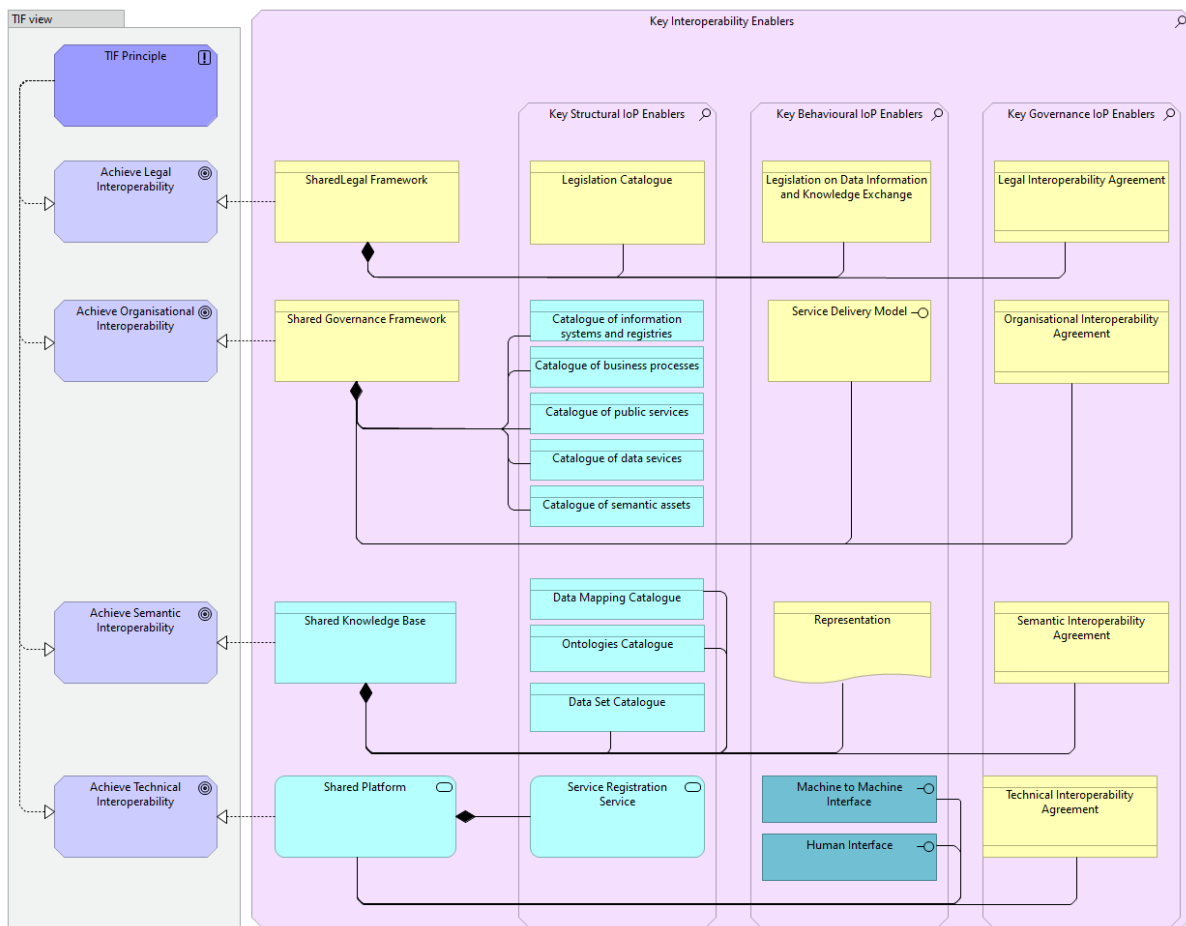 TIF view
Key Interoperability Enablers
TIF Principle
Key Structural IoP Enablers
Key Behavioural IoP Enablers
Key Governance IoP Enablers
Achieve Legal
Interoperability
SharedLegal Framework
Legislation Catalogue
Legislation on Data Information
and Knowledge Exchange
Legal Interoperability Agreement
Achieve Organisational
Interoperability
Shared Governance Framework
Catalogue of information
systems and registries
Catalogue of business processes
Catalogue of public services
Catalogue of data sevices
Catalogue of semantic assets
Service Delivery Model
Organisational Interoperability
Agreement
Achieve Semantic
Interoperability
Shared Knowledge Base
Data Mapping Catalogue
Ontologies Catalogue
Data Set Catalogue
Representation
Semantic Interoperability
Agreement
Achieve Technical
Interoperability
Shared Platform
Service Registration
Service
Machine to Machine
Interface
Human Interface
Technical Interoperability
Agreement